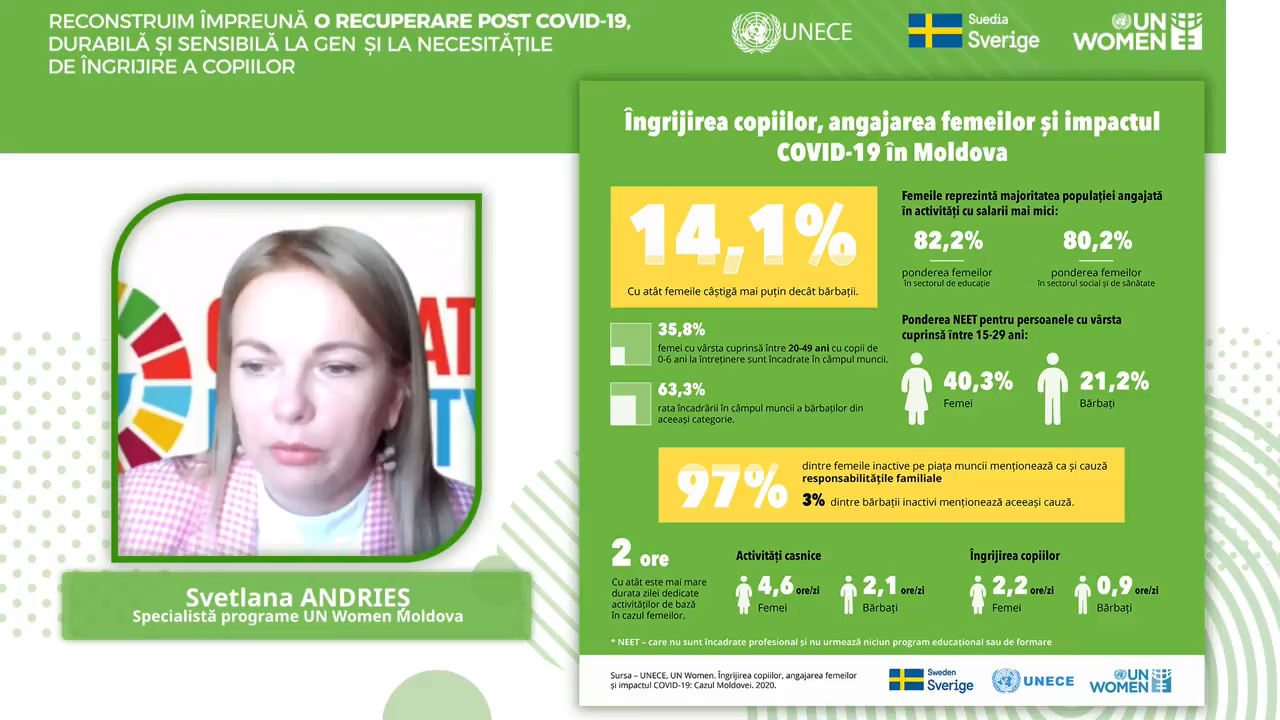 RECONSTRUIM ÎMPREUNĂ O RECUPERARE POST COVID-19,
DURABILĂ ȘI SENSIBILĂ LA GEN ȘI LA NECESITĂȚILE
DE ÎNGRIJIRE A COPIILOR
UNECE
Suedia
Sverige
UN
WOMEN
Îngrijirea copiilor, angajarea femeilor și impactul
COVID-19 în Moldova
14,1%
Cu atât femeile câștigă mai puțin decât bărbații.
Femeile reprezintă majoritatea populației angajată
în activități cu salarii mai mici:
82,2%
ponderea femeilor
în sectorul de educație
80,2%
ponderea femeilor
în sectorul social și de sănătate
35,8%
femei cu vârsta cuprinsă între 20-49 ani cu copii de
0-6 ani la întreținere sunt încadrate în câmpul muncii.
63,3%
rata încadrării în câmpul muncii a bărbaților din
aceeași categorie.
Ponderea NEET pentru persoanele cu vârsta
cuprinsă între 15-29 ani:
40,3%
Femei
21,2%
Bărbați
97%
dintre femeile inactive pe piața muncii menționează ca și cauză
responsabilitățile familiale
3% dintre bărbații inactivi menționează aceeași cauză.
2 ore
Cu atât este mai mare
durata zilei dedicate
activităților de bază
în cazul femeilor.
Activități casnice
4,6 ore/zi
Femei
2,1 ore/zi
Bărbați
Îngrijirea copiilor
2,2 ore/zi
Femei
0,9 ore/zi
Bărbați
* NEET – care nu sunt încadrate profesional și nu urmează niciun program educațional sau de formare
Sursa – UNECE, UN Women. Îngrijirea copiilor, angajarea femeilor
și impactul COVID-19: Cazul Moldovei. 2020.
Sweden
Sverige
UNECE
UN
WOMEN
Svetlana ANDRIEȘ
Specialistă programe UN Women Moldova